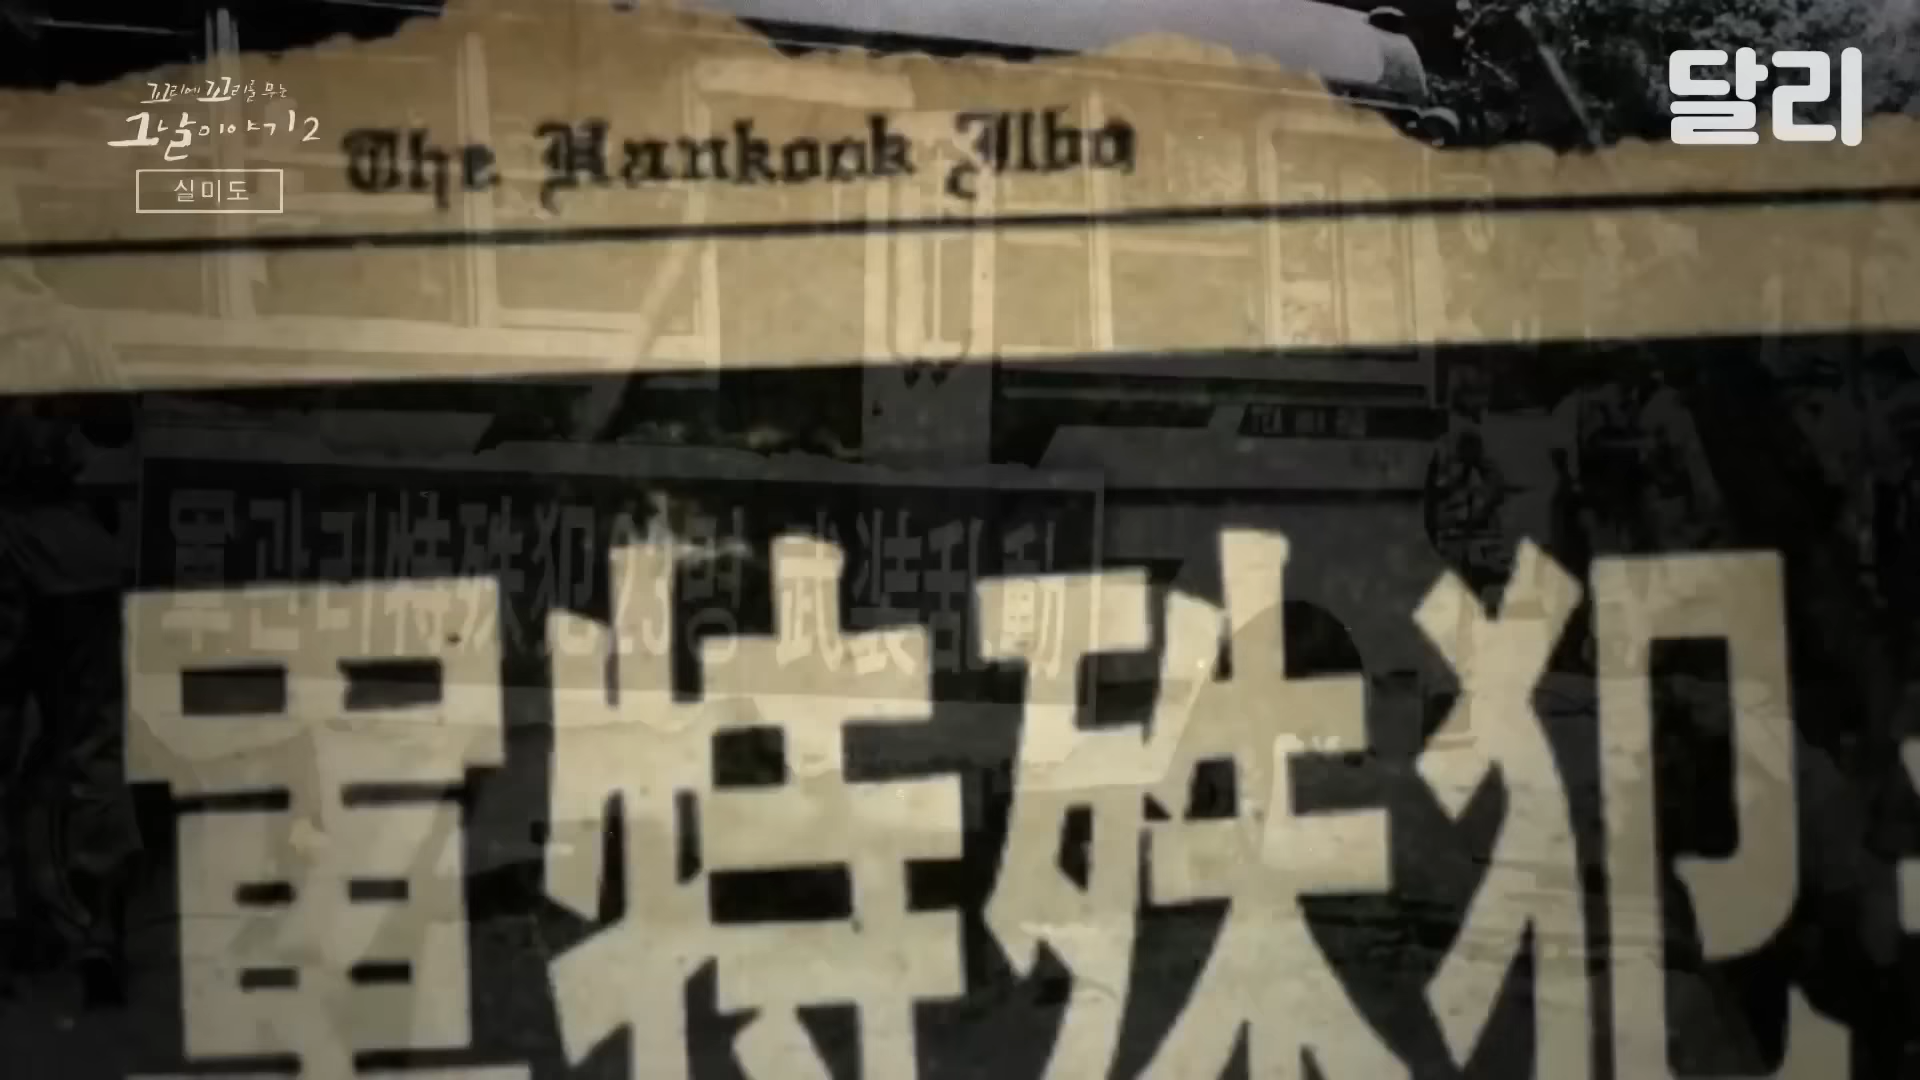 꼬리에 꼬리를 무는
그날 이야기 2
실미도
달리
The Hankook Ilbo
軍관리特殊犯 23명 武装乱動
軍特殊犯